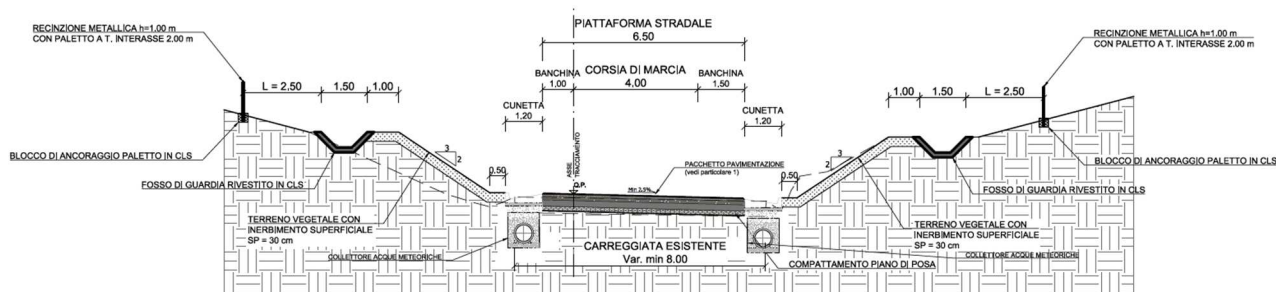 PIATTAFORMA STRADALE
6.50
RECINZIONE METALLICA h=1.00 m
CON PALETTO A T. INTERASSE 2.00 m
RECINZIONE METALLICA h=1.00 m
CON PALETTO A T. INTERASSE 2.00 m
BANCHINA
1,00
CORSIA DI MARCIA
4.00
BANCHINA
1,50
L = 2.50
1.50
1.00
1.00
1.50
L = 2.50
CUNETTA
1,20
CUNETTA
1,20
3
2
3
2
ASSE
TRACCIAMENTO
BLOCCO DI ANCORAGGIO PALETTO IN CLS
BLOCCO DI ANCORAGGIO PALETTO IN CLS
0.50
PACCHETTO PAVIMENTAZIONE
(vedi particolare 1)
0.50
FOSSO DI GUARDIA RIVESTITO IN CLS
FOSSO DI GUARDIA RIVESTITO IN CLS
TERRENO VEGETALE CON
INERBIMENTO SUPERFICIALE
SP = 30 cm
TERRENO VEGETALE CON
INERBIMENTO SUPERFICIALE
SP = 30 cm
CARREGGIATA ESISTENTE
Var. min 8.00
COLLETTORE ACQUE METEORICHE
COLLETTORE ACQUE METEORICHE
COMPATTAMENTO PIANO DI POSA